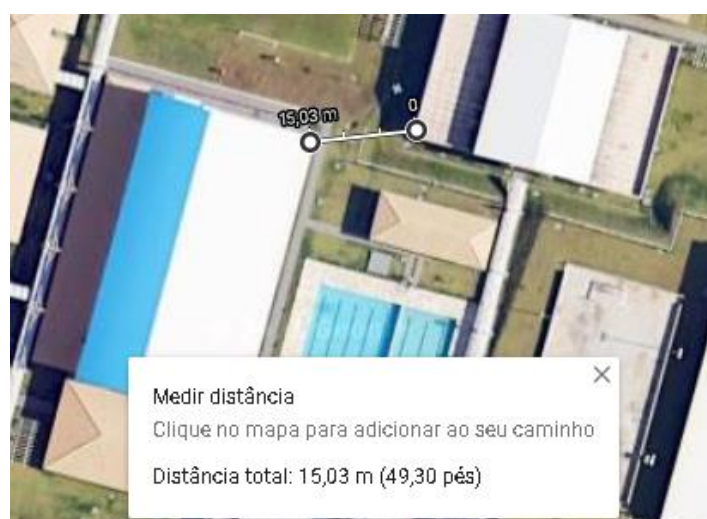 0
15,03 m
Medir distância
Clique no mapa para adicionar ao seu caminho
Distância total: 15,03 m (49,30 pés)